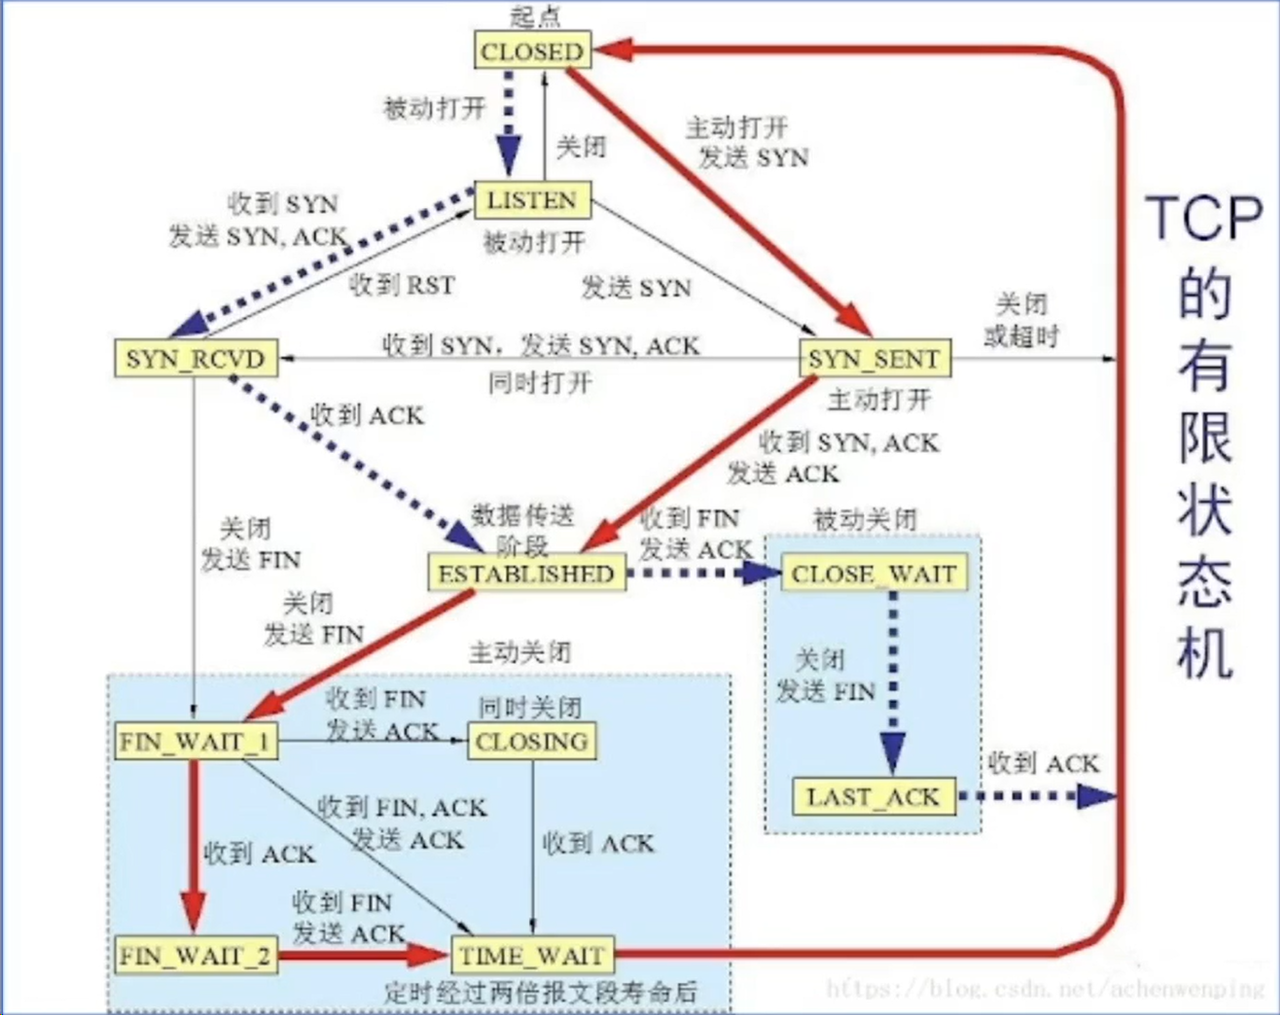 起点
CLOSED
被动打开
关闭
主动打开
发送 SYN
LISTEN
被动打开
收到 SYN
发送 SYN, ACK
收到 RST
发送 SYN
关闭
或超时
SYN_RCVD
收到 SYN，发送 SYN, ACK
同时打开
SYN_SENT
主动打开
收到 ACK
收到 SYN, ACK
发送 ACK
关闭
发送 FIN
数据传送
阶段
ESTABLISHED
收到 FIN
发送 ACK
被动关闭
CLOSE_WAIT
关闭
发送 FIN
关闭
发送 FIN
LAST_ACK
收到 ACK
主动关闭
FIN_WAIT_1
收到 FIN
发送 ACK
同时关闭
CLOSING
收到 FIN, ACK
发送 ACK
收到 ACK
收到 ACK
收到 FIN
发送 ACK
FIN_WAIT_2
TIME_WAIT
定时经过两倍报文段寿命后
TCP
的
有
限
状
态
机
https://blog.csdn.net/achenwenping